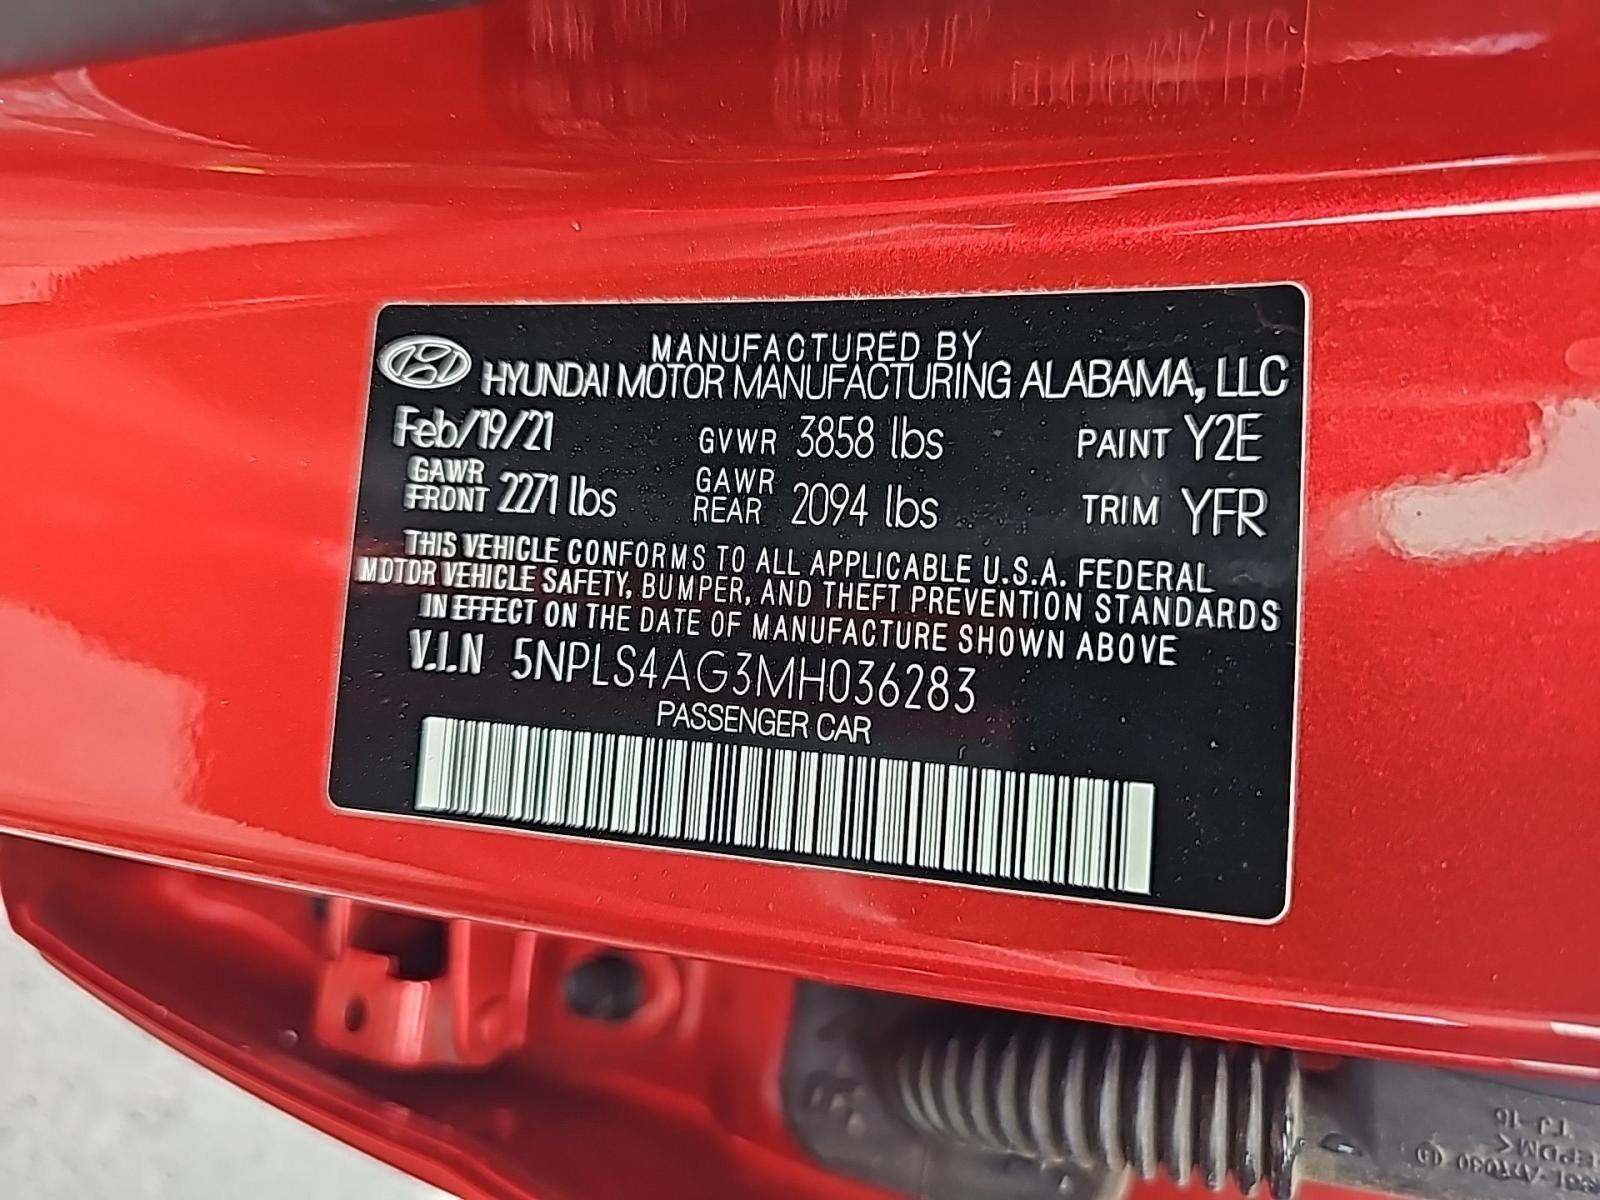 MANUFACTURED BY
HYUNDAI MOTOR MANUFACTURING ALABAMA, LLC
Feb/19/21 GVWR 3858 lbs PAINT Y2E
GAWR FRONT 2271 lbs GAWR REAR 2094 lbs TRIM YFR
THIS VEHICLE CONFORMS TO ALL APPLICABLE U.S.A. FEDERAL
MOTOR VEHICLE SAFETY, BUMPER, AND THEFT PREVENTION STANDARDS
IN EFFECT ON THE DATE OF MANUFACTURE SHOWN ABOVE
V.I.N 5NPLS4AG3MH036283
PASSENGER CAR
TJ-15